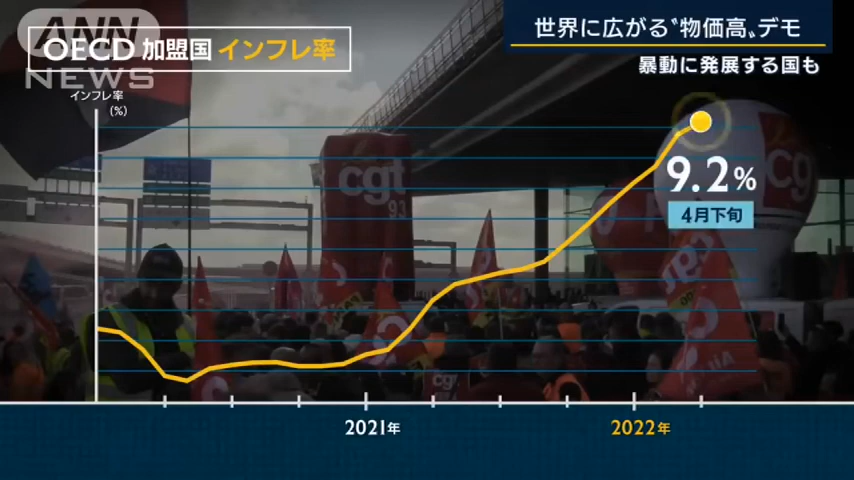 ANN
NEWS
OECD 加盟国 インフレ率
世界に広がる〝物価高〟デモ
暴動に発展する国も
インフレ率
(%)
cgt
93
cg
9.2%
4月下旬
cgt
cgt
2021年
2022年